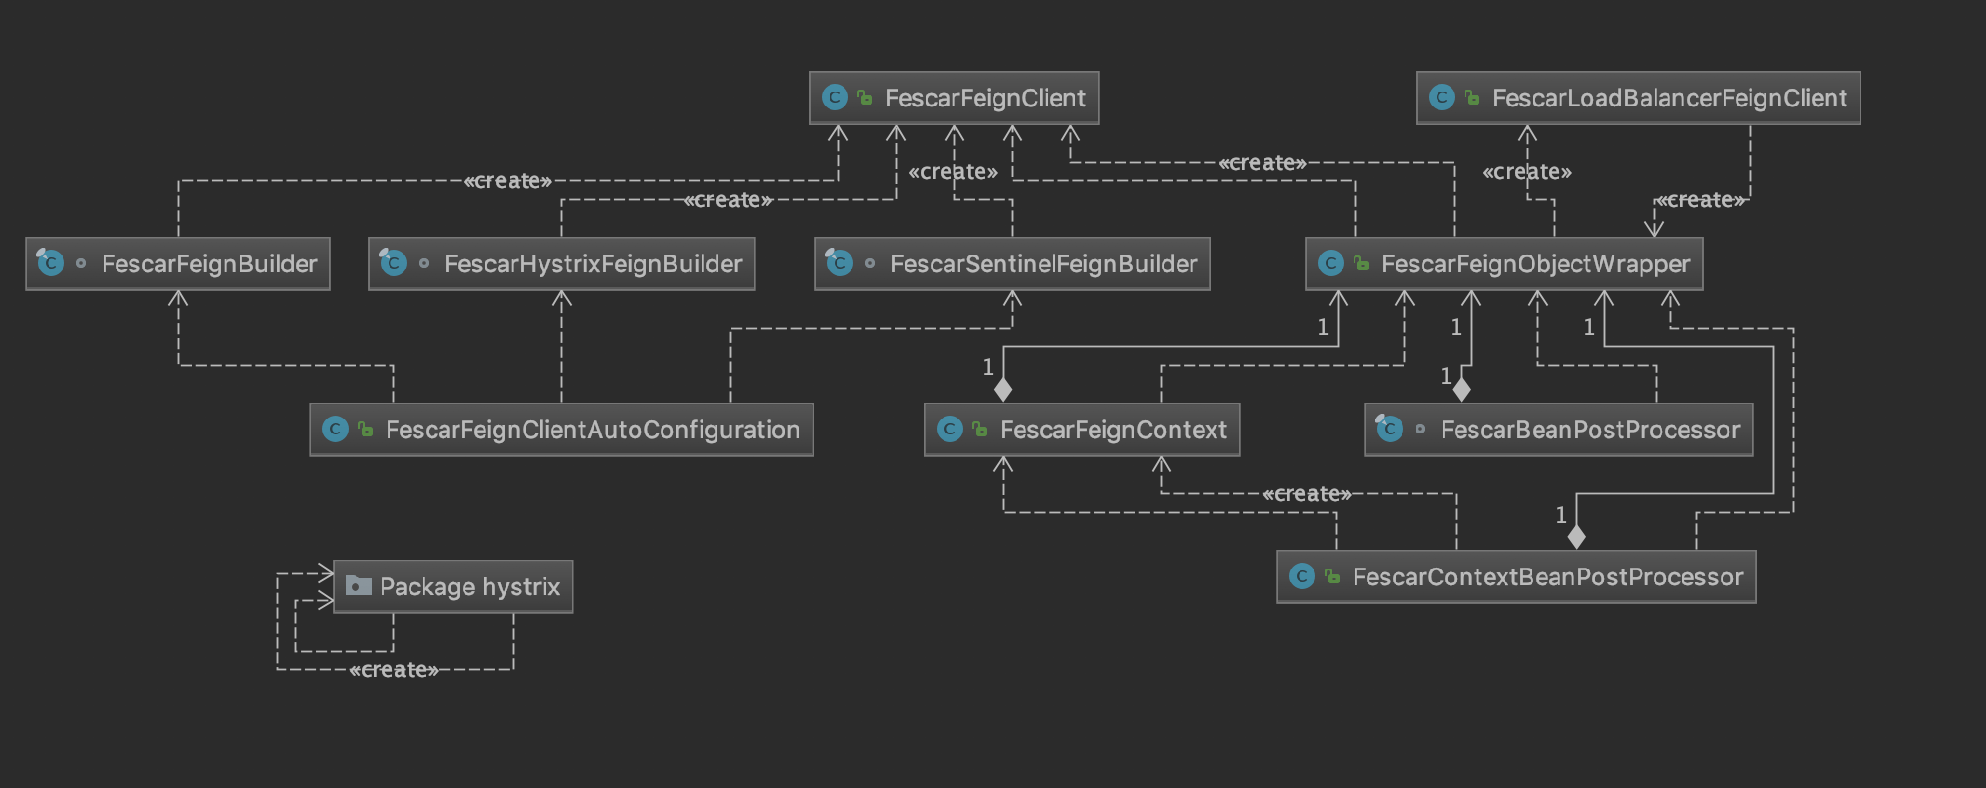 FescarFeignClient
FescarLoadBalancerFeignClient
«create»
«create»
«create»
«create»
«create»
«create»
FescarFeignBuilder
FescarHystrixFeignBuilder
FescarSentinelFeignBuilder
FescarFeignObjectWrapper
1
1
1
1
1
FescarFeignClientAutoConfiguration
FescarFeignContext
FescarBeanPostProcessor
«create»
1
FescarContextBeanPostProcessor
Package hystrix
«create»